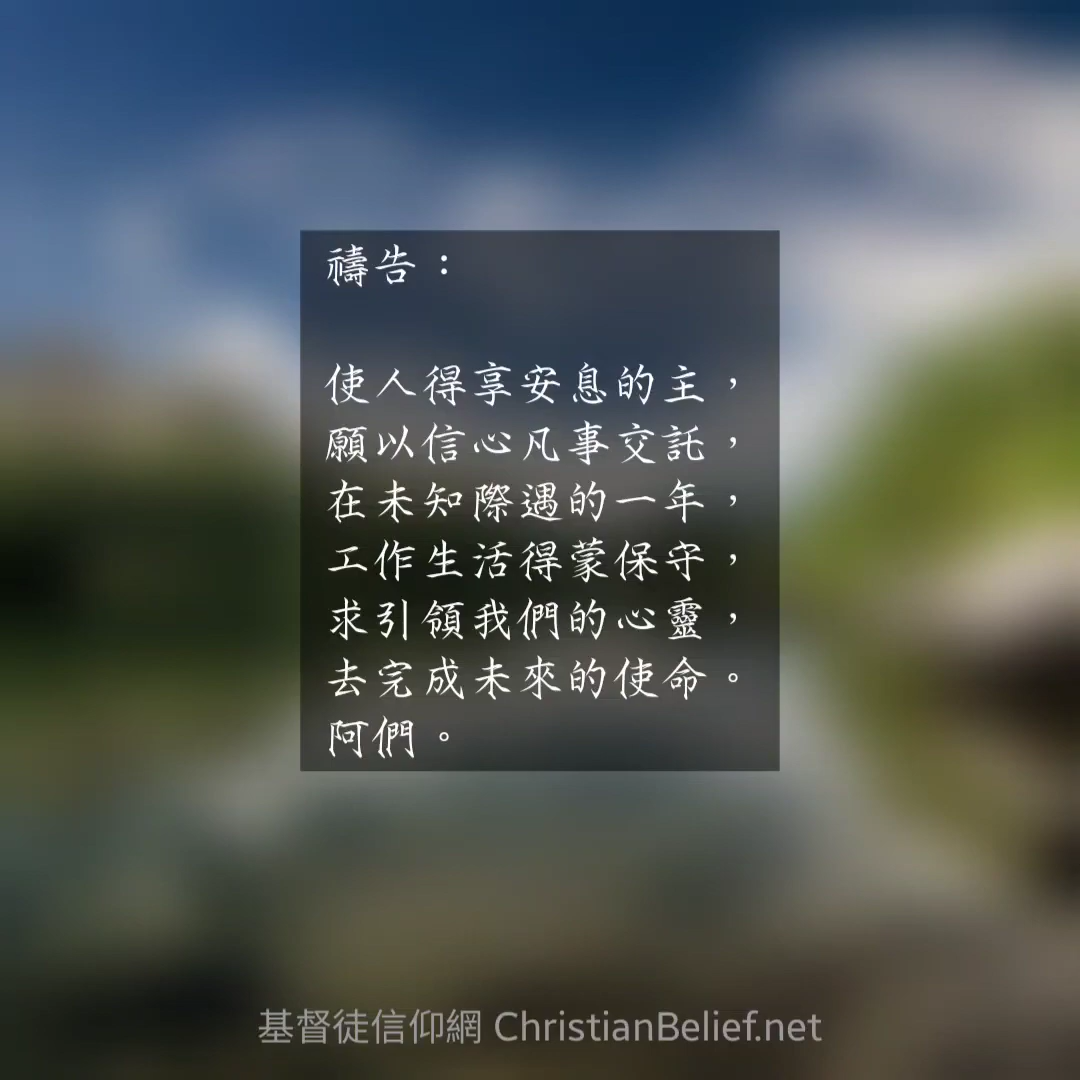 禱告：
使人得享安息的主，
願以信心凡事交託，
在未知際遇的一年，
工作生活得蒙保守，
求引領我們的心靈，
去完成未來的使命。
阿們。
基督徒信仰網 ChristianBelief.net